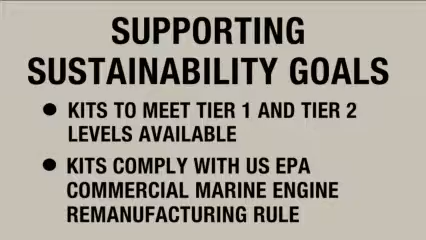 SUPPORTING
SUSTAINABILITY GOALS
● KITS TO MEET TIER 1 AND TIER 2
LEVELS AVAILABLE
● KITS COMPLY WITH US EPA
COMMERCIAL MARINE ENGINE
REMANUFACTURING RULE